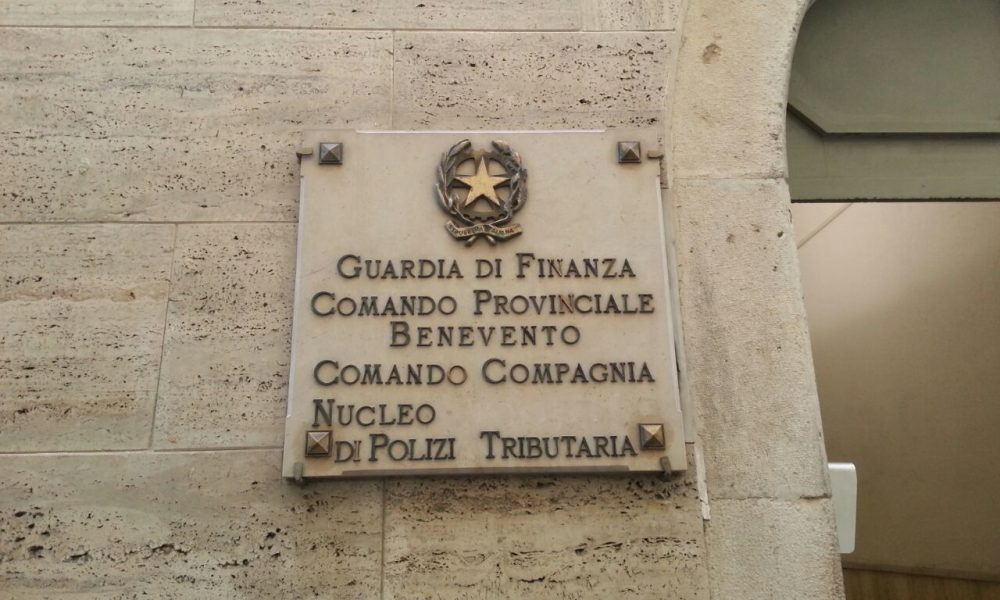 GUARDIA DI FINANZA
COMANDO PROVINCIALE
BENEVENTO
COMANDO COMPAGNIA
NUCLEO
DI POLIZI TRIBUTARIA